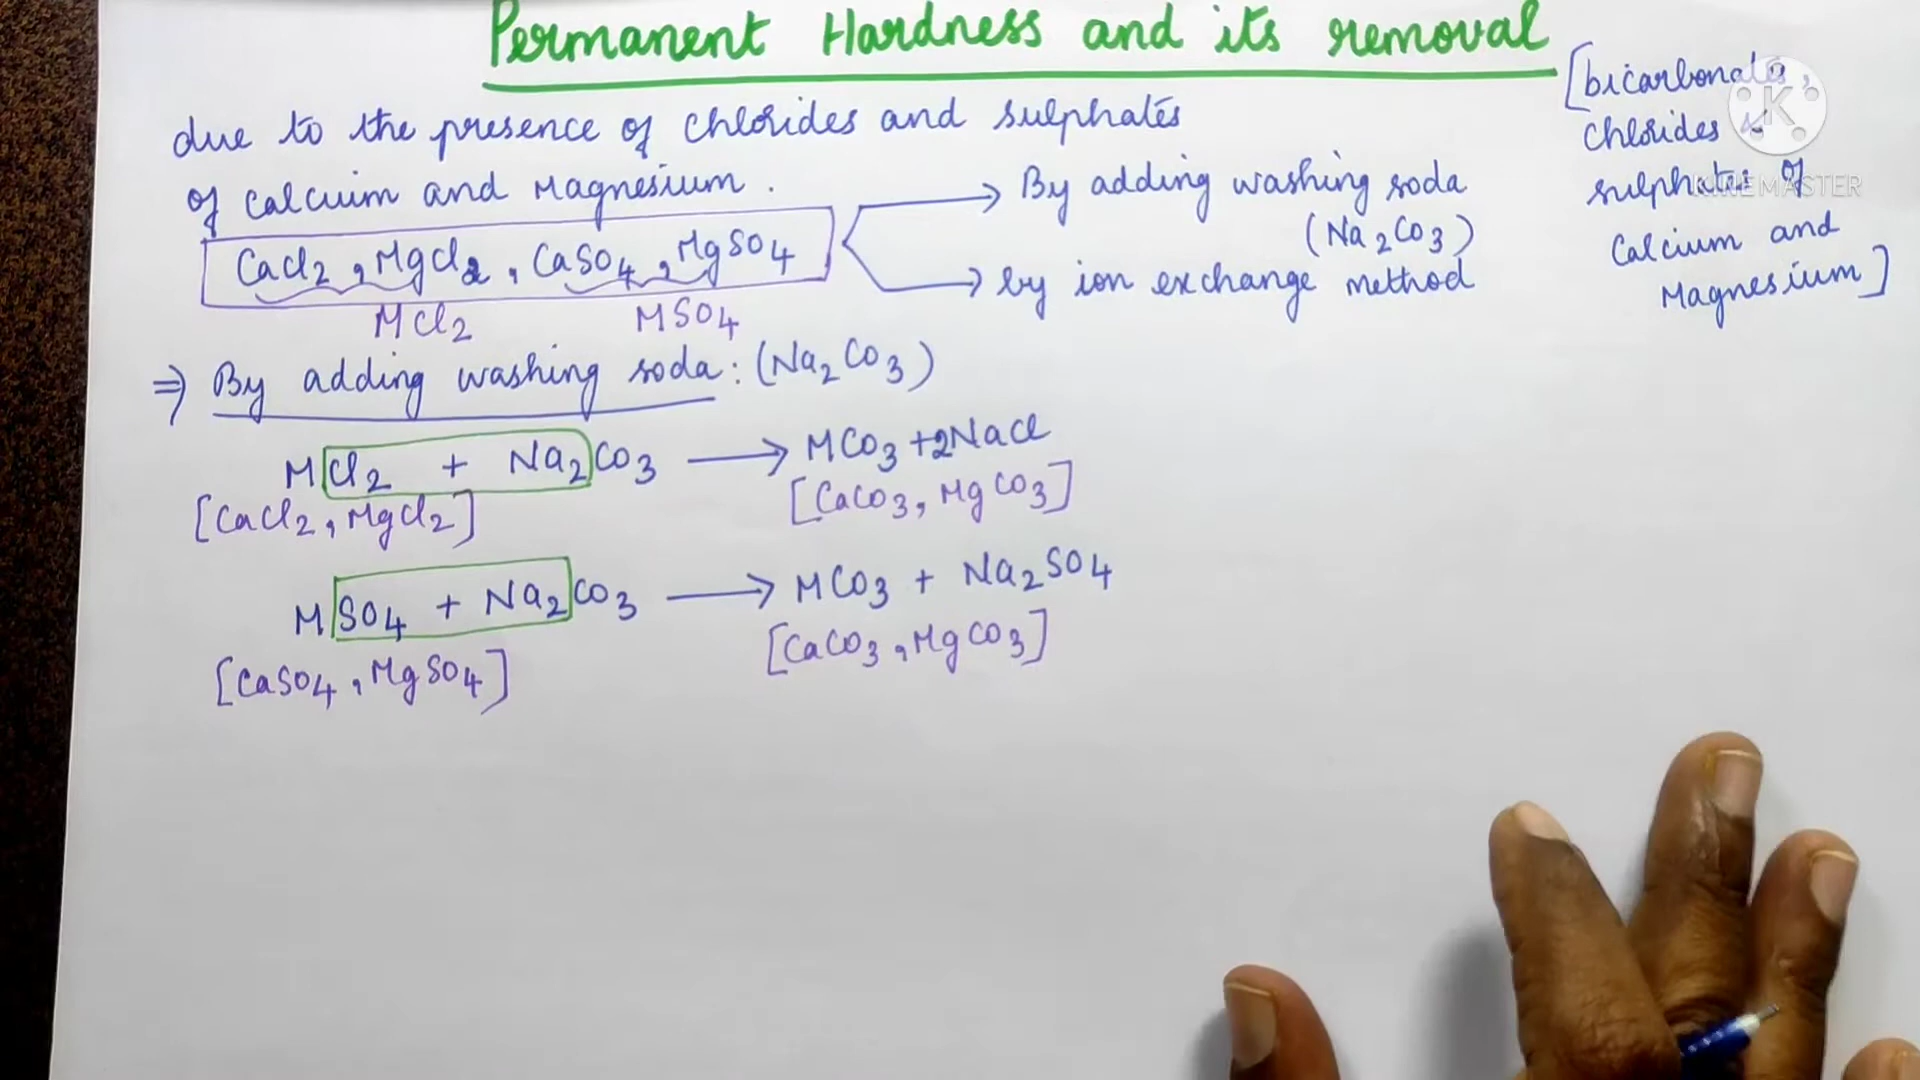 Permanent Hardness and its removal
[bicarbonates,
chlorides &
sulphates of
Calcium and
Magnesium]
due to the presence of chlorides and sulphates
of calcuim and Magnesium.
CaCl2, MgCl2, CaSO4, MgSO4
MCl2 MSO4
By adding washing soda
(Na2CO3)
by ion exchange method
⇒ By adding washing soda: (Na2CO3)
MCl2 + Na2CO3 → MCO3 + 2NaCl
[CaCl2, MgCl2] [CaCO3, MgCO3]
MSO4 + Na2CO3 → MCO3 + Na2SO4
[CaSO4, MgSO4] [CaCO3, MgCO3]
K
KINEMASTER